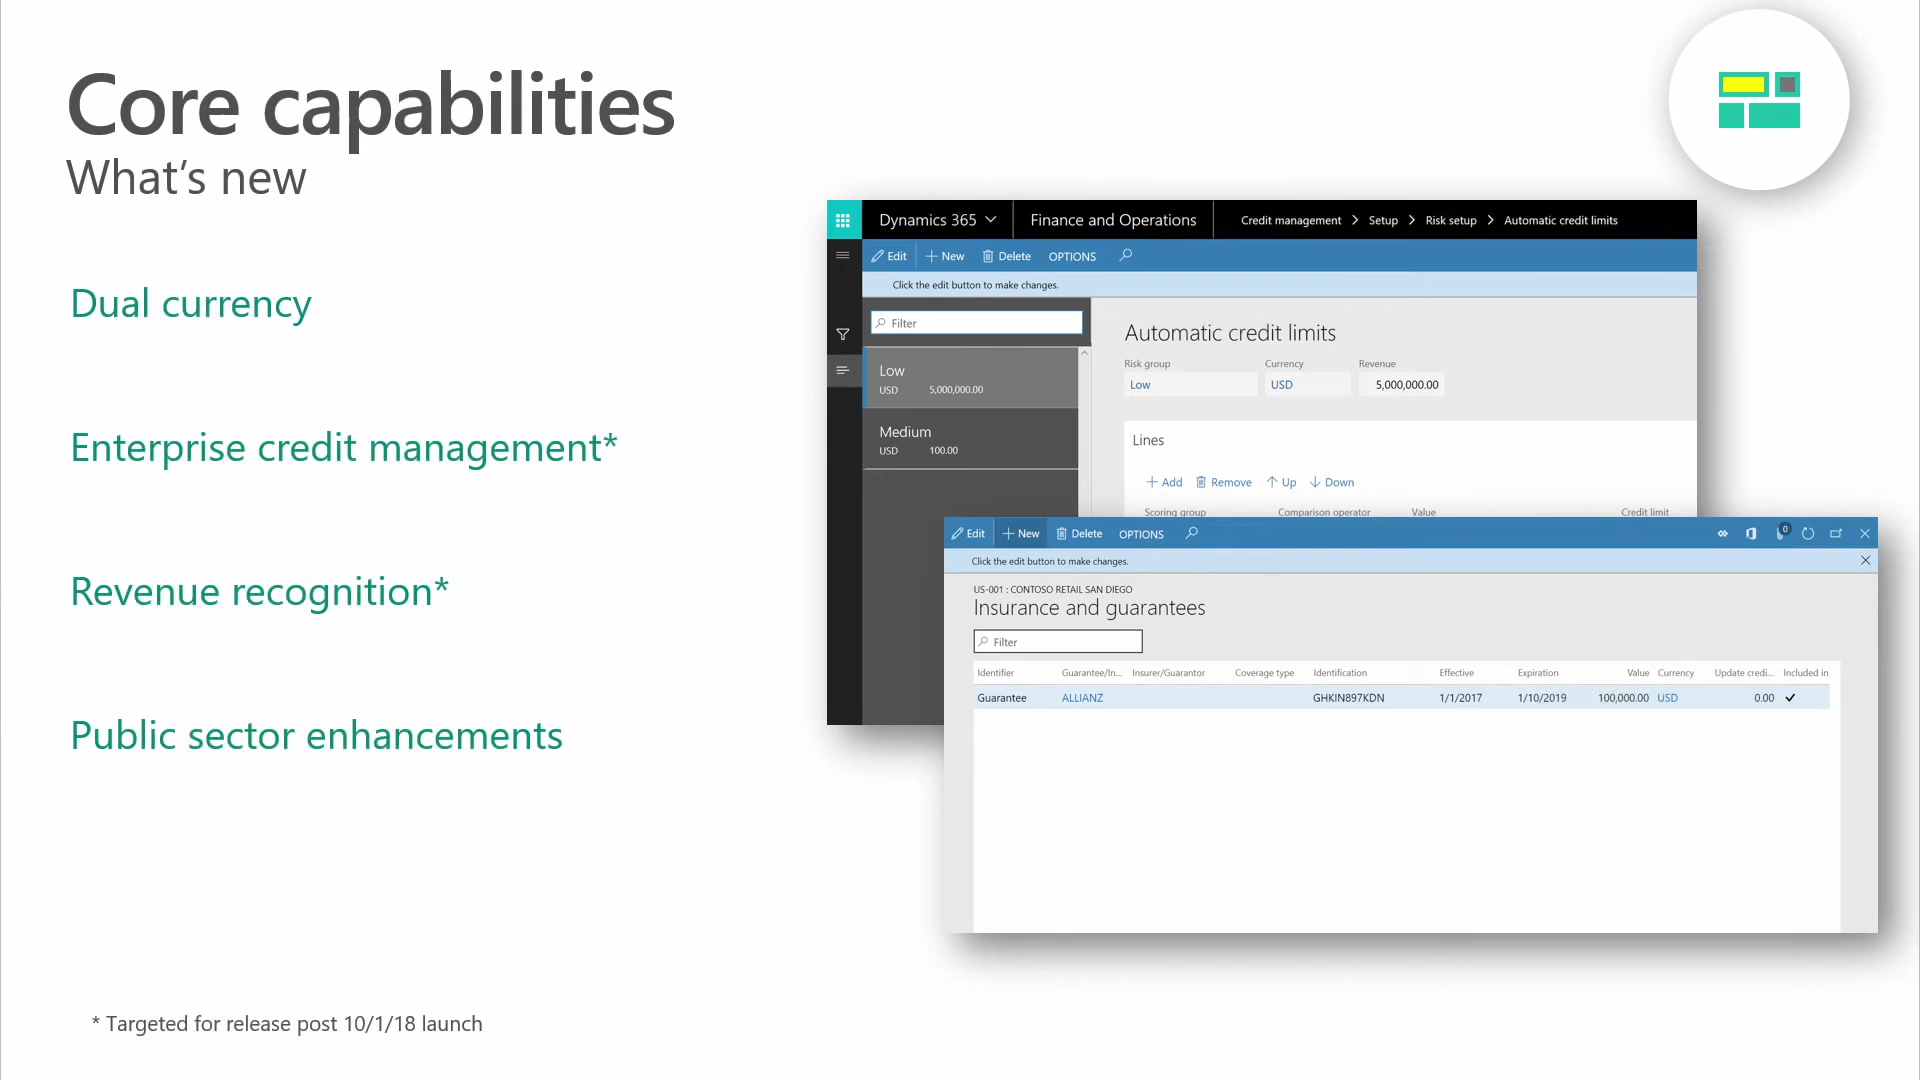 Core capabilities
What's new
Dual currency
Enterprise credit management*
Revenue recognition*
Public sector enhancements
* Targeted for release post 10/1/18 launch
Dynamics 365 Finance and Operations Credit management > Setup > Risk setup > Automatic credit limits
Edit + New Delete OPTIONS
Click the edit button to make changes.
Filter
Low
USD 5,000,000.00
Medium
USD 100.00
Automatic credit limits
Risk group Currency Revenue
Low USD 5,000,000.00
Lines
+ Add Remove ↑ Up ↓ Down
Scoring group Comparison operator Value Credit limit
Edit + New Delete OPTIONS 0
Click the edit button to make changes.
US-001 : CONTOSO RETAIL SAN DIEGO
Insurance and guarantees
Filter
Identifier Guarantee/In... Insurer/Guarantor Coverage type Identification Effective Expiration Value Currency Update credi... Included in
Guarantee ALLIANZ GHKIN897KDN 1/1/2017 1/10/2019 100,000.00 USD 0.00 ✓